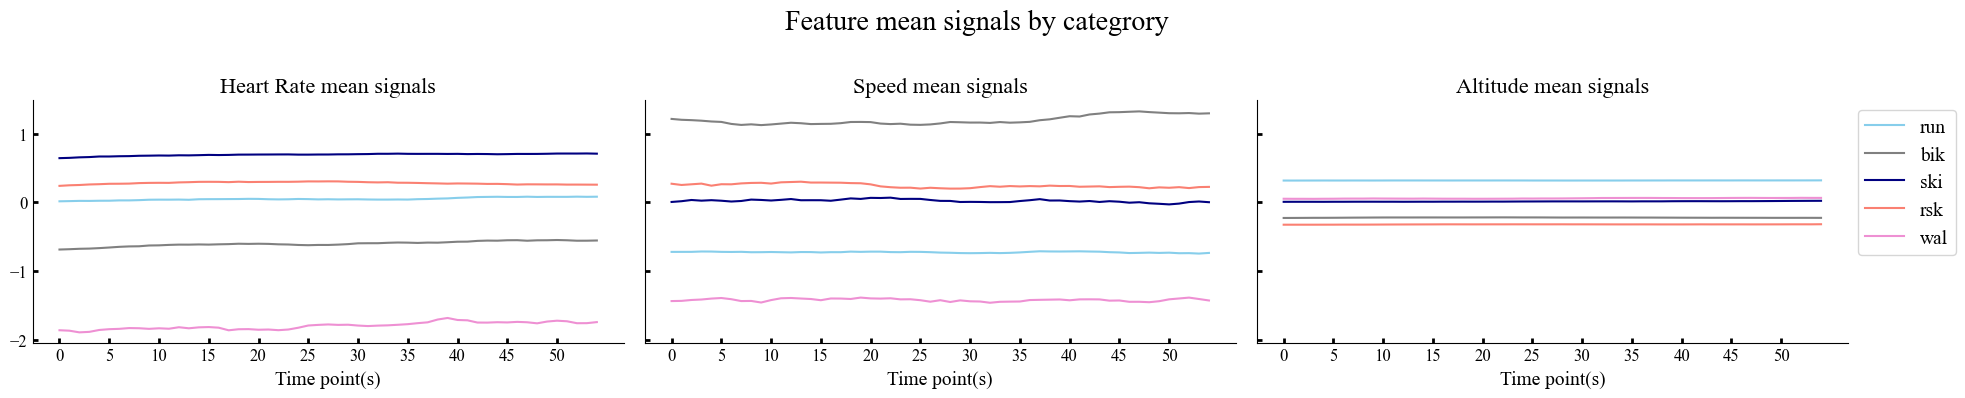 Feature mean signals by categrory
Heart Rate mean signals
1
0
−1
−2
0 5 10 15 20 25 30 35 40 45 50
Time point(s)
Speed mean signals
0 5 10 15 20 25 30 35 40 45 50
Time point(s)
Altitude mean signals
0 5 10 15 20 25 30 35 40 45 50
Time point(s)
run
bik
ski
rsk
wal